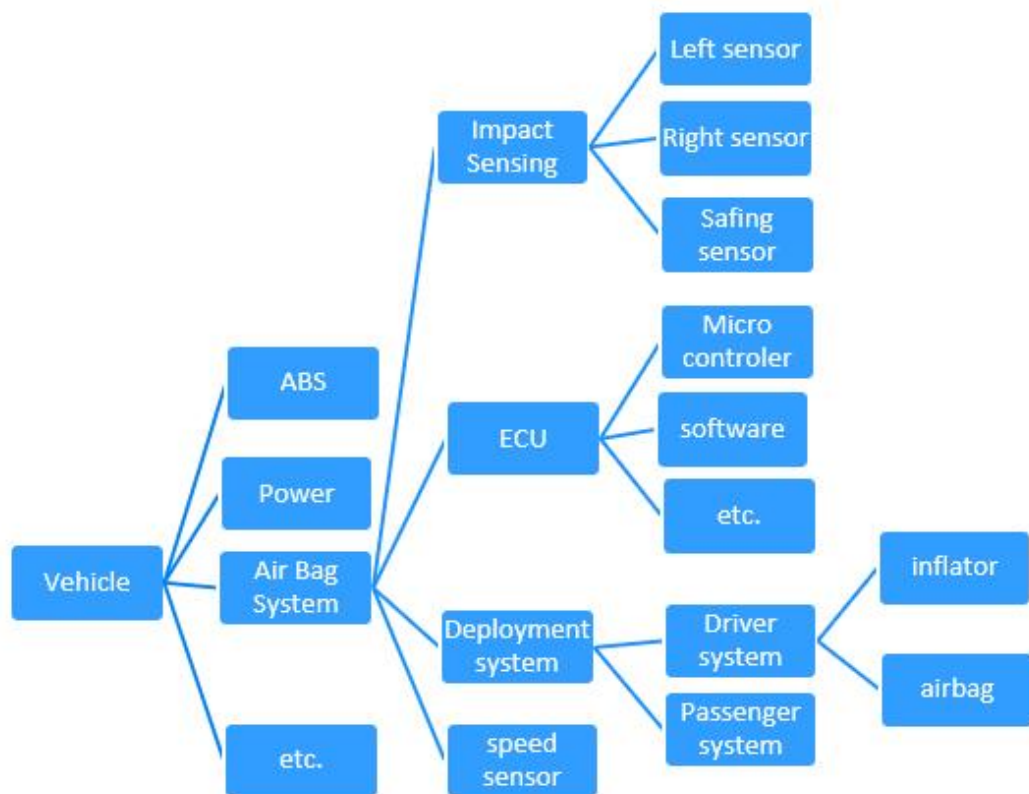 Left sensor
Impact
Sensing
Right sensor
Safing
sensor
Micro
controler
ABS
ECU
software
Power
etc.
Vehicle
Air Bag
System
inflator
Deployment
system
Driver
system
airbag
Passenger
system
etc.
speed
sensor